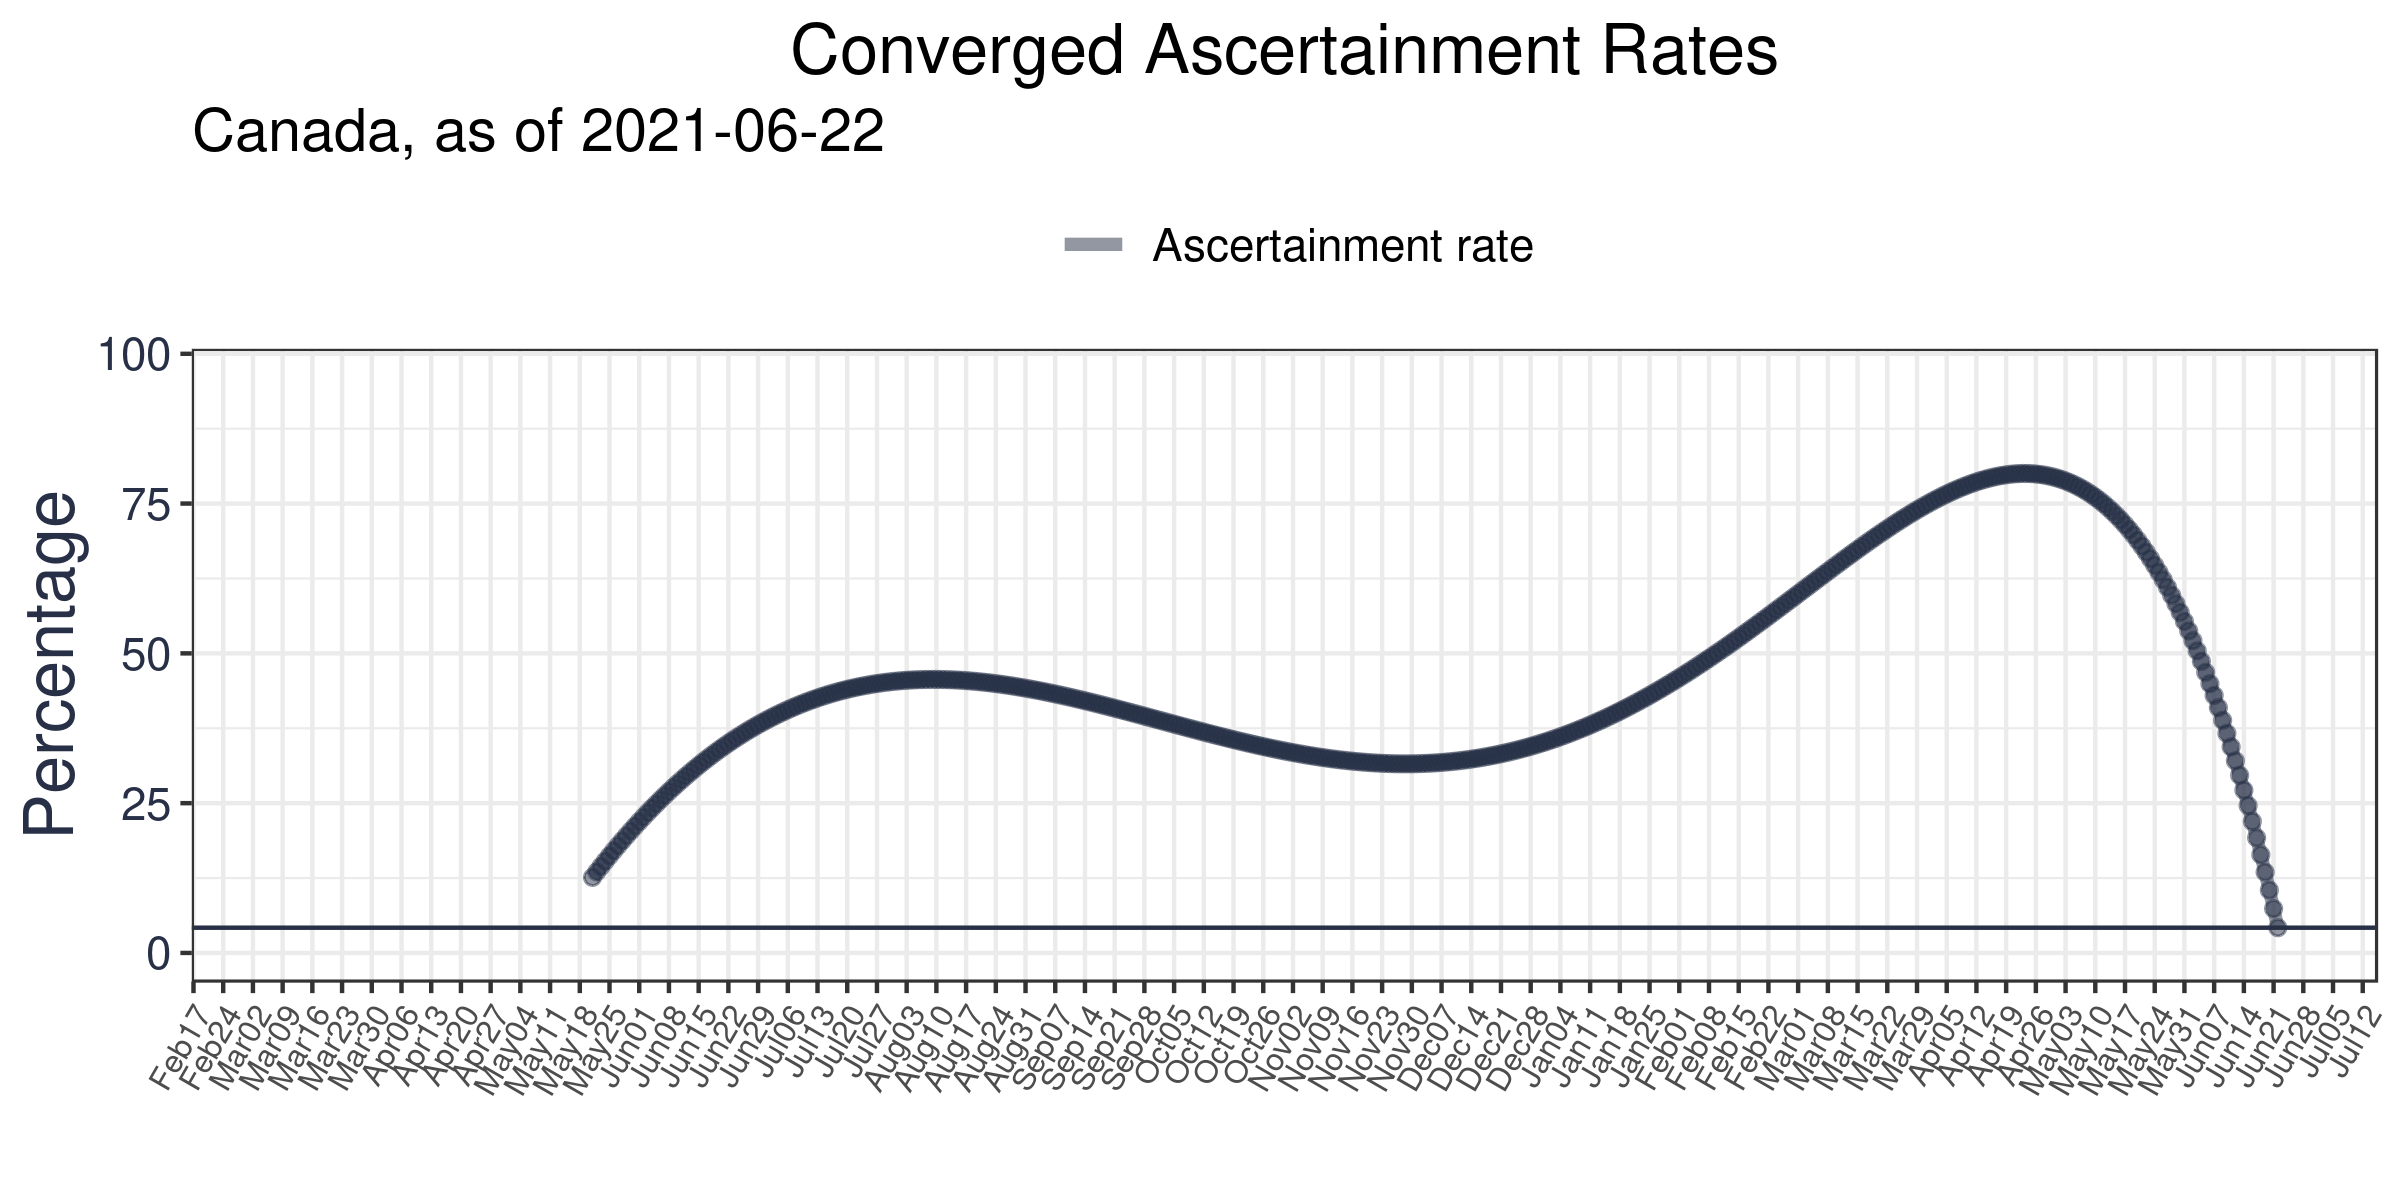 Converged Ascertainment Rates
Canada, as of 2021-06-22
Ascertainment rate
Percentage
100
75
50
25
0
Feb17
Feb24
Mar02
Mar09
Mar16
Mar23
Mar30
Apr06
Apr13
Apr20
Apr27
May04
May11
May18
May25
Jun01
Jun08
Jun15
Jun22
Jun29
Jul06
Jul13
Jul20
Jul27
Aug03
Aug10
Aug17
Aug24
Aug31
Sep07
Sep14
Sep21
Sep28
Oct05
Oct12
Oct19
Oct26
Nov02
Nov09
Nov16
Nov23
Nov30
Dec07
Dec14
Dec21
Dec28
Jan04
Jan11
Jan18
Jan25
Feb01
Feb08
Feb15
Feb22
Mar01
Mar08
Mar15
Mar22
Mar29
Apr05
Apr12
Apr19
Apr26
May03
May10
May17
May24
May31
Jun07
Jun14
Jun21
Jun28
Jul05
Jul12